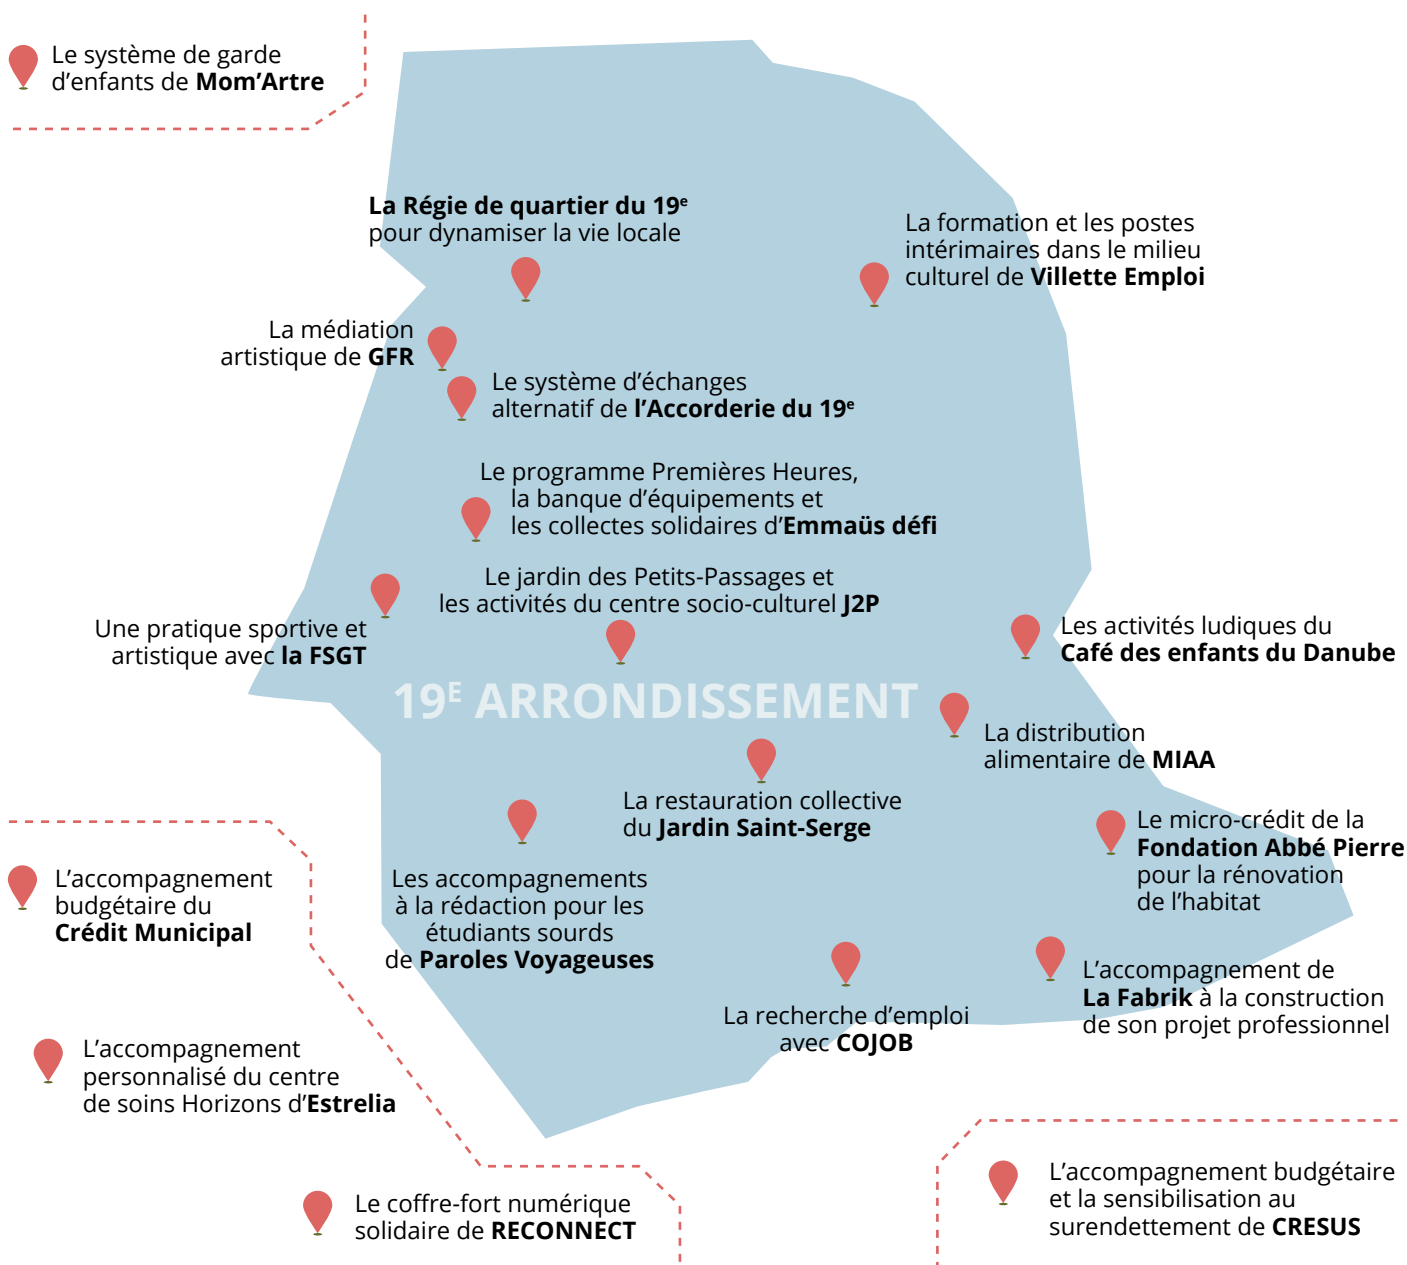 Le système de garde
d’enfants de Mom’Artre
La Régie de quartier du 19e
pour dynamiser la vie locale
La formation et les postes
intérimaires dans le milieu
culturel de Villette Emploi
La médiation
artistique de GFR
Le système d’échanges
alternatif de l’Accorderie du 19e
Le programme Premières Heures,
la banque d’équipements et
les collectes solidaires d’Emmaüs défi
Le jardin des Petits-Passages et
les activités du centre socio-culturel J2P
Une pratique sportive et
artistique avec la FSGT
Les activités ludiques du
Café des enfants du Danube
19E ARRONDISSEMENT
La distribution
alimentaire de MIAA
La restauration collective
du Jardin Saint-Serge
Le micro-crédit de la
Fondation Abbé Pierre
pour la rénovation
de l’habitat
L’accompagnement
budgétaire du
Crédit Municipal
Les accompagnements
à la rédaction pour les
étudiants sourds
de Paroles Voyageuses
L’accompagnement de
La Fabrik à la construction
de son projet professionnel
La recherche d’emploi
avec COJOB
L’accompagnement
personnalisé du centre
de soins Horizons d’Estrelia
Le coffre-fort numérique
solidaire de RECONNECT
L’accompagnement budgétaire
et la sensibilisation au
surendettement de CRESUS